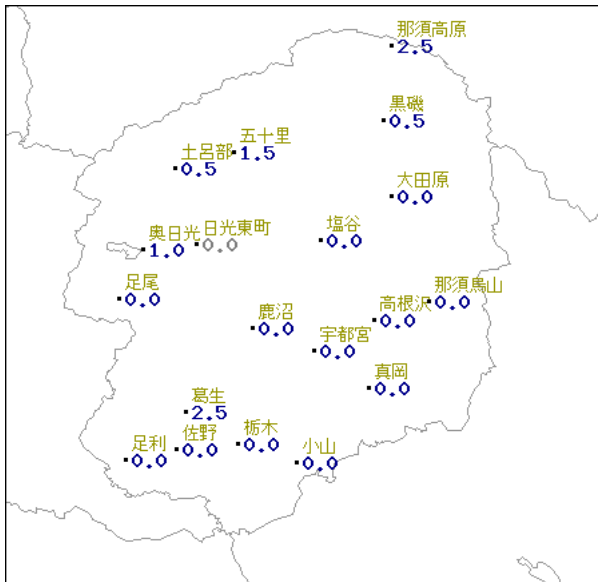 那須高原
2.5
黒磯
0.5
五十里
1.5
土呂部
0.5
大田原
0.0
日光東町
0.0
奥日光
1.0
塩谷
0.0
足尾
0.0
那須烏山
0.0
高根沢
0.0
鹿沼
0.0
宇都宮
0.0
真岡
0.0
葛生
2.5
佐野
0.0
栃木
0.0
足利
0.0
小山
0.0